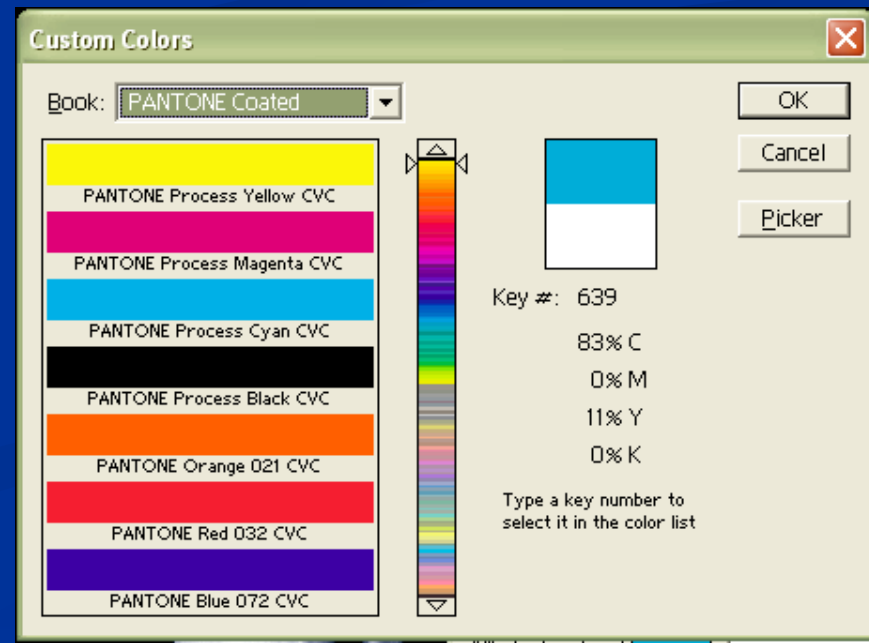 Custom Colors
Book: PANTONE Coated
OK
Cancel
Picker
PANTONE Process Yellow CVC
PANTONE Process Magenta CVC
PANTONE Process Cyan CVC
PANTONE Process Black CVC
PANTONE Orange 021 CVC
PANTONE Red 032 CVC
PANTONE Blue 072 CVC
Key #: 639
83% C
0% M
11% Y
0% K
Type a key number to
select it in the color list